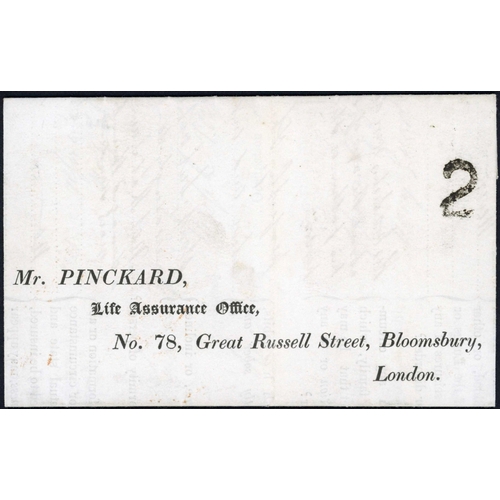 2
Mr. PINCKARD,
Life Assurance Office,
No. 78, Great Russell Street, Bloomsbury,
London.